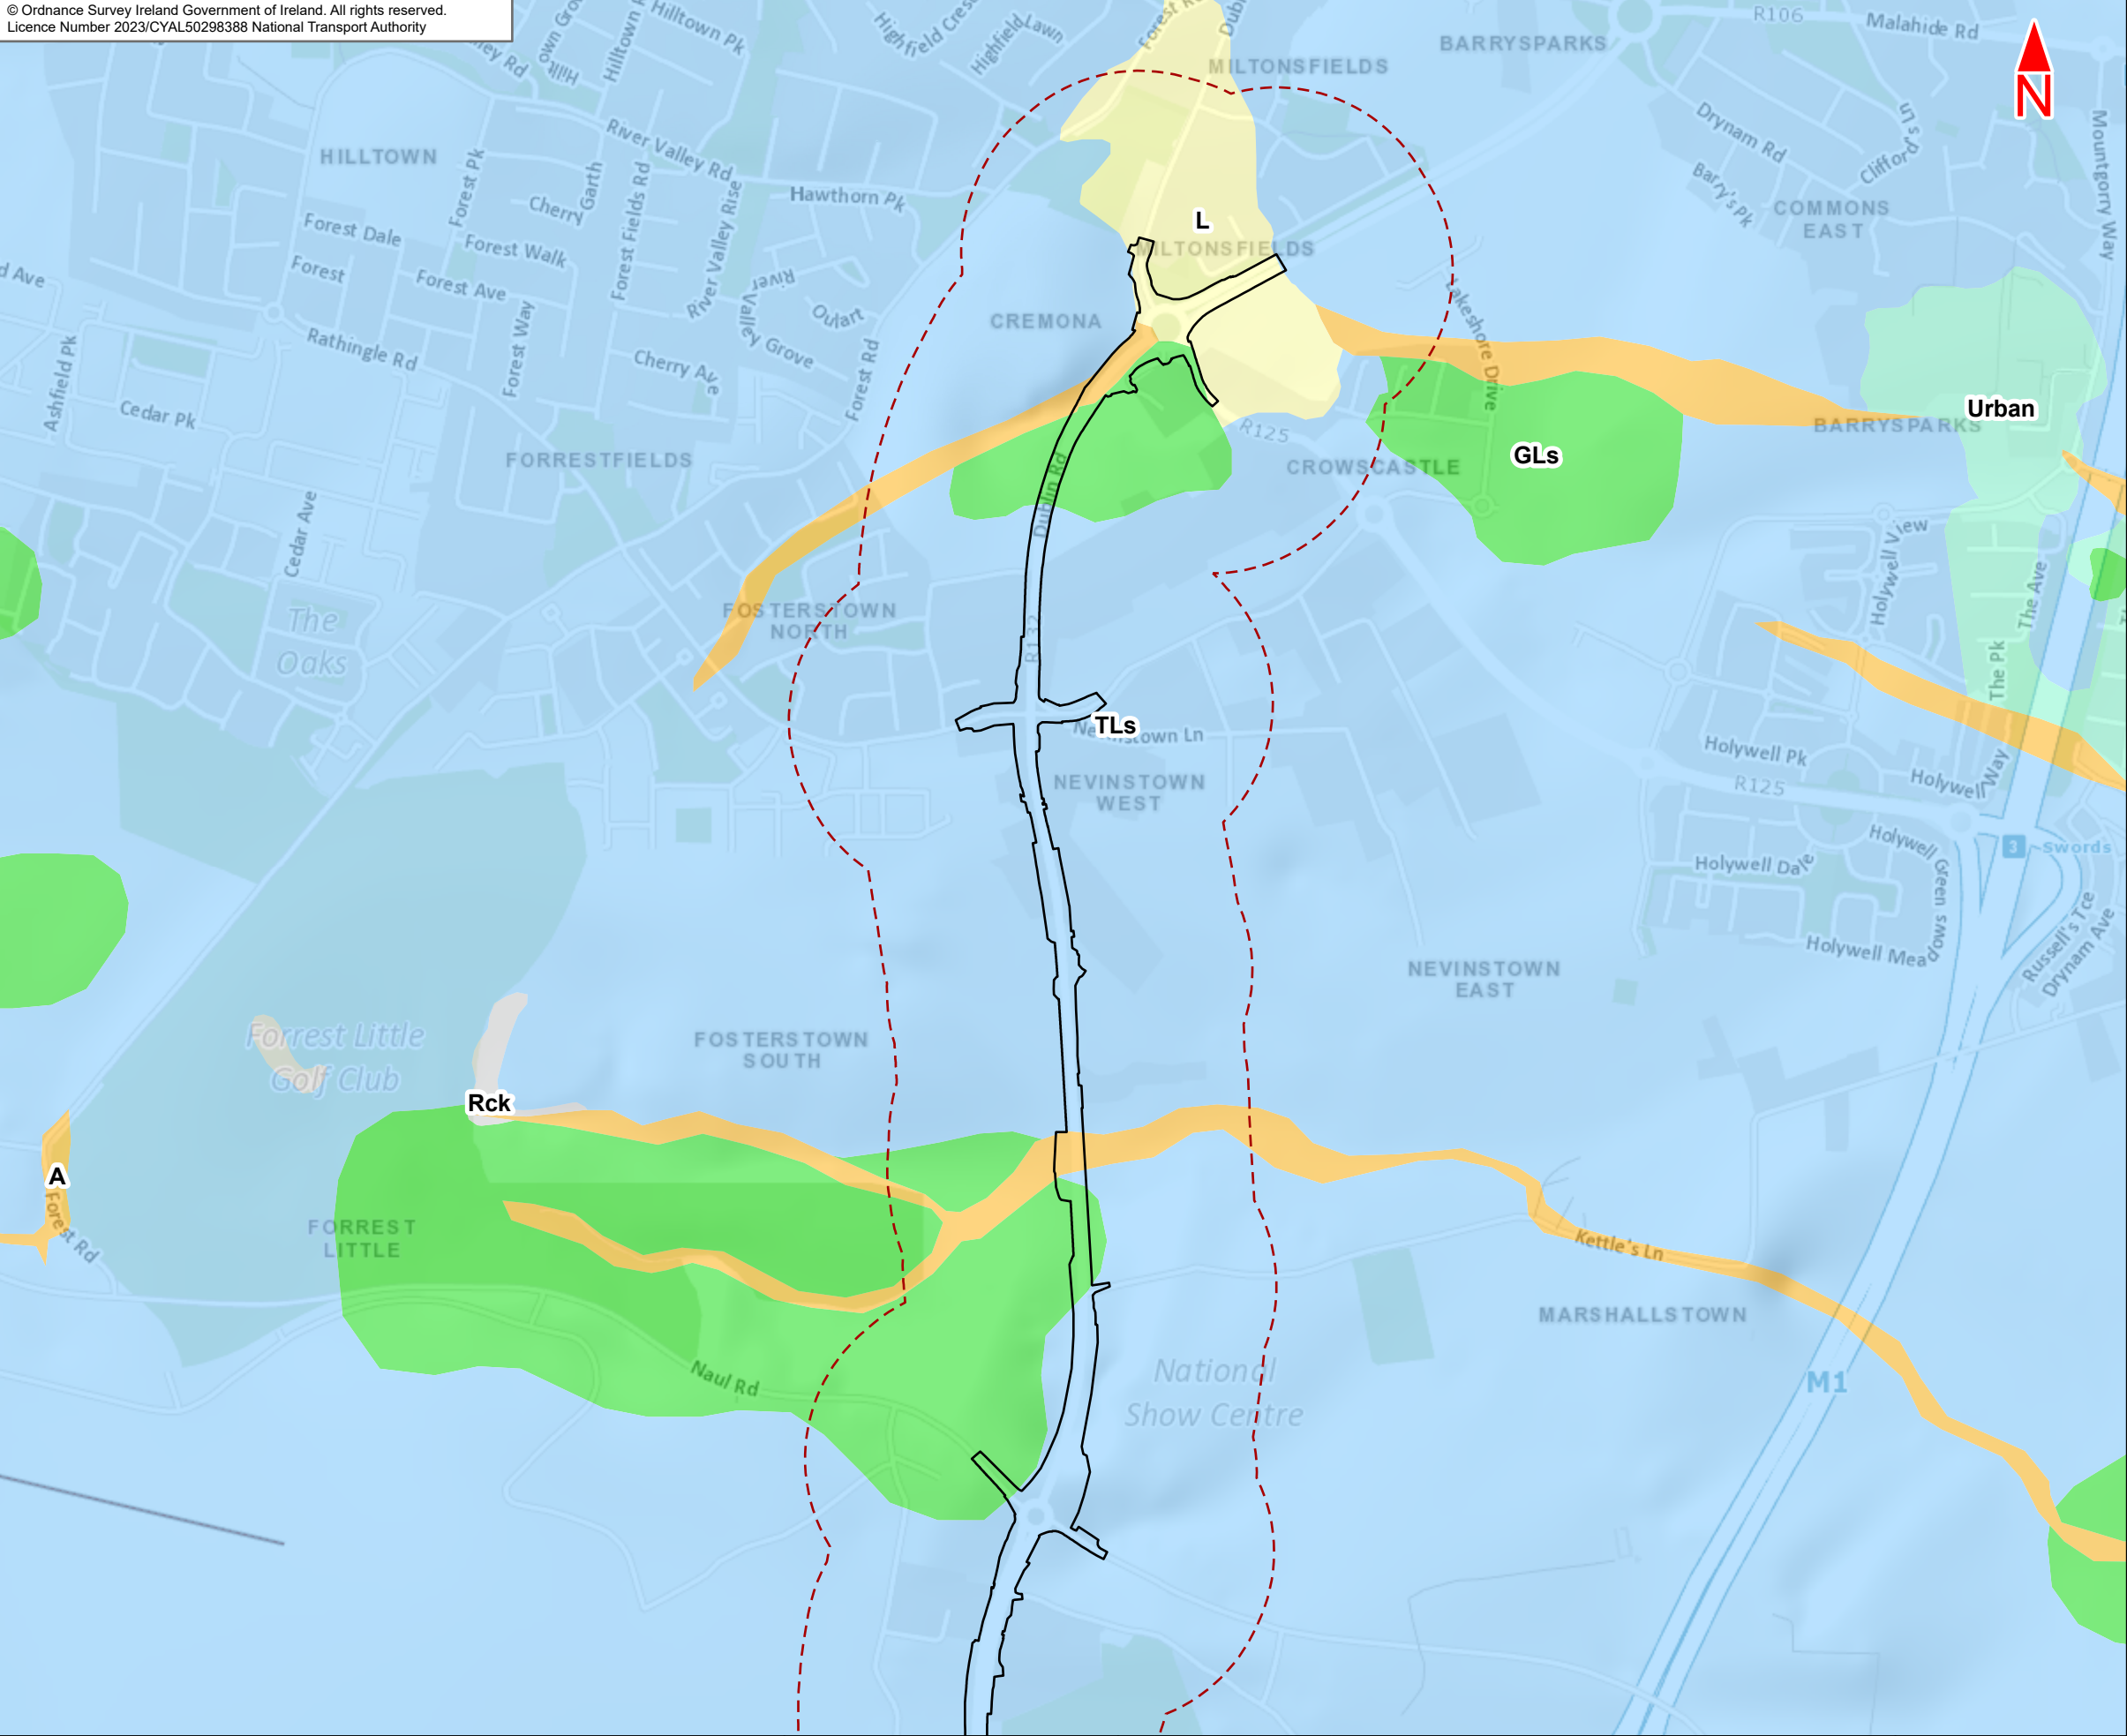 © Ordnance Survey Ireland Government of Ireland. All rights reserved.
Licence Number 2023/CYAL50298388 National Transport Authority
Hilltown Pk
Highfield
Lawn
R106
Malahide Rd
BARRYSPARKS
MILTONSFIELDS
N
HILLTOWN
Forest Pk
Cherry Garth
Forest Fields Rd
River Valley Rd
River Valley Rise
Hawthorn Pk
Drynam Rd
Barry's Pk
COMMONS
EAST
Mountgorry Way
Forest Dale
Forest Walk
Forest
Forest Ave
Forest Way
River Valley Grove
Oulart
L
MILTONSFIELDS
CREMONA
Rathingle Rd
Ashfield Pk
Cedar Pk
Cherry Ave
Forest Rd
Lakeshore Drive
Urban
BARRYSPARKS
R125
GLs
CROWSCASTLE
FORRESTFIELDS
Dublin Rd
Cedar Ave
Holywell View
The Ave
The
Oaks
FOSTERSTOWN
NORTH
R132
The Pk
TLs
Nevinstown Ln
NEVINSTOWN
WEST
Holywell Pk
R125
Holywell Way
3
Swords
Holywell Dale
Holywell Green
Holywell Meadows
Russell's Tce
Drynam Ave
NEVINSTOWN
EAST
Forrest Little
Golf Club
FOSTERSTOWN
SOUTH
Rck
A
Forest Rd
FORREST
LITTLE
Kettle's Ln
MARSHALLSTOWN
Naul Rd
National
Show Centre
M1